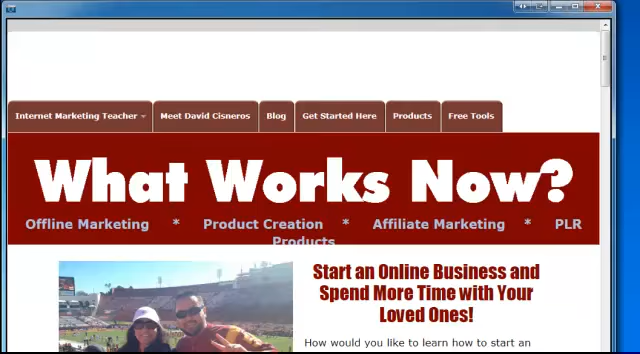 Internet Marketing Teacher Meet David Cisneros Blog Get Started Here Products Free Tools
What Works Now?
Offline Marketing * Product Creation * Affiliate Marketing * PLR
Products
Start an Online Business and
Spend More Time with Your
Loved Ones!
How would you like to learn how to start an